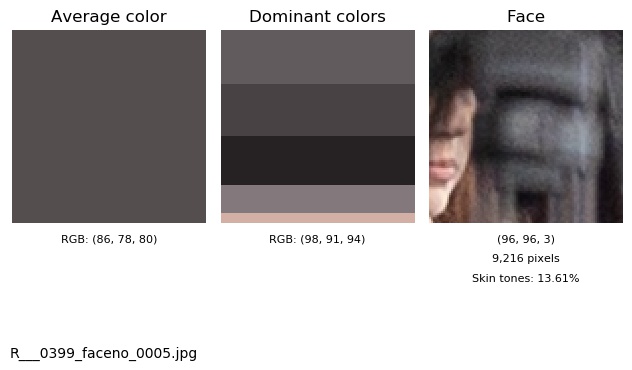 Average color
Dominant colors
Face
RGB: (86, 78, 80)
RGB: (98, 91, 94)
(96, 96, 3)
9,216 pixels
Skin tones: 13.61%
R___0399_faceno_0005.jpg